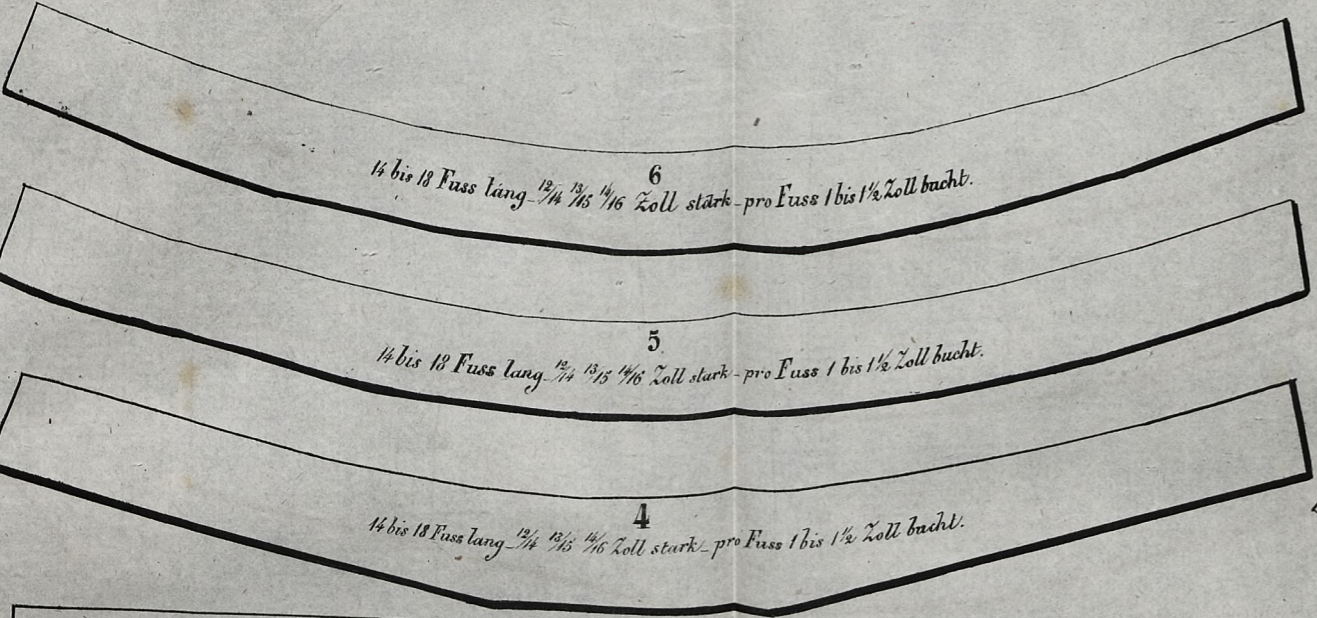 6
14 bis 18 Fuss láng - 12/14 13/15 14/16 Zoll stärk - pro Fuss 1 bis 1½ Zoll bucht.
5
14 bis 18 Fuss lang - 12/14 13/15 14/16 Zoll stark - pro Fuss 1 bis 1½ Zoll bucht.
4
14 bis 18 Fuss lang - 12/14 13/15 14/16 Zoll stark - pro Fuss 1 bis 1½ Zoll bucht.